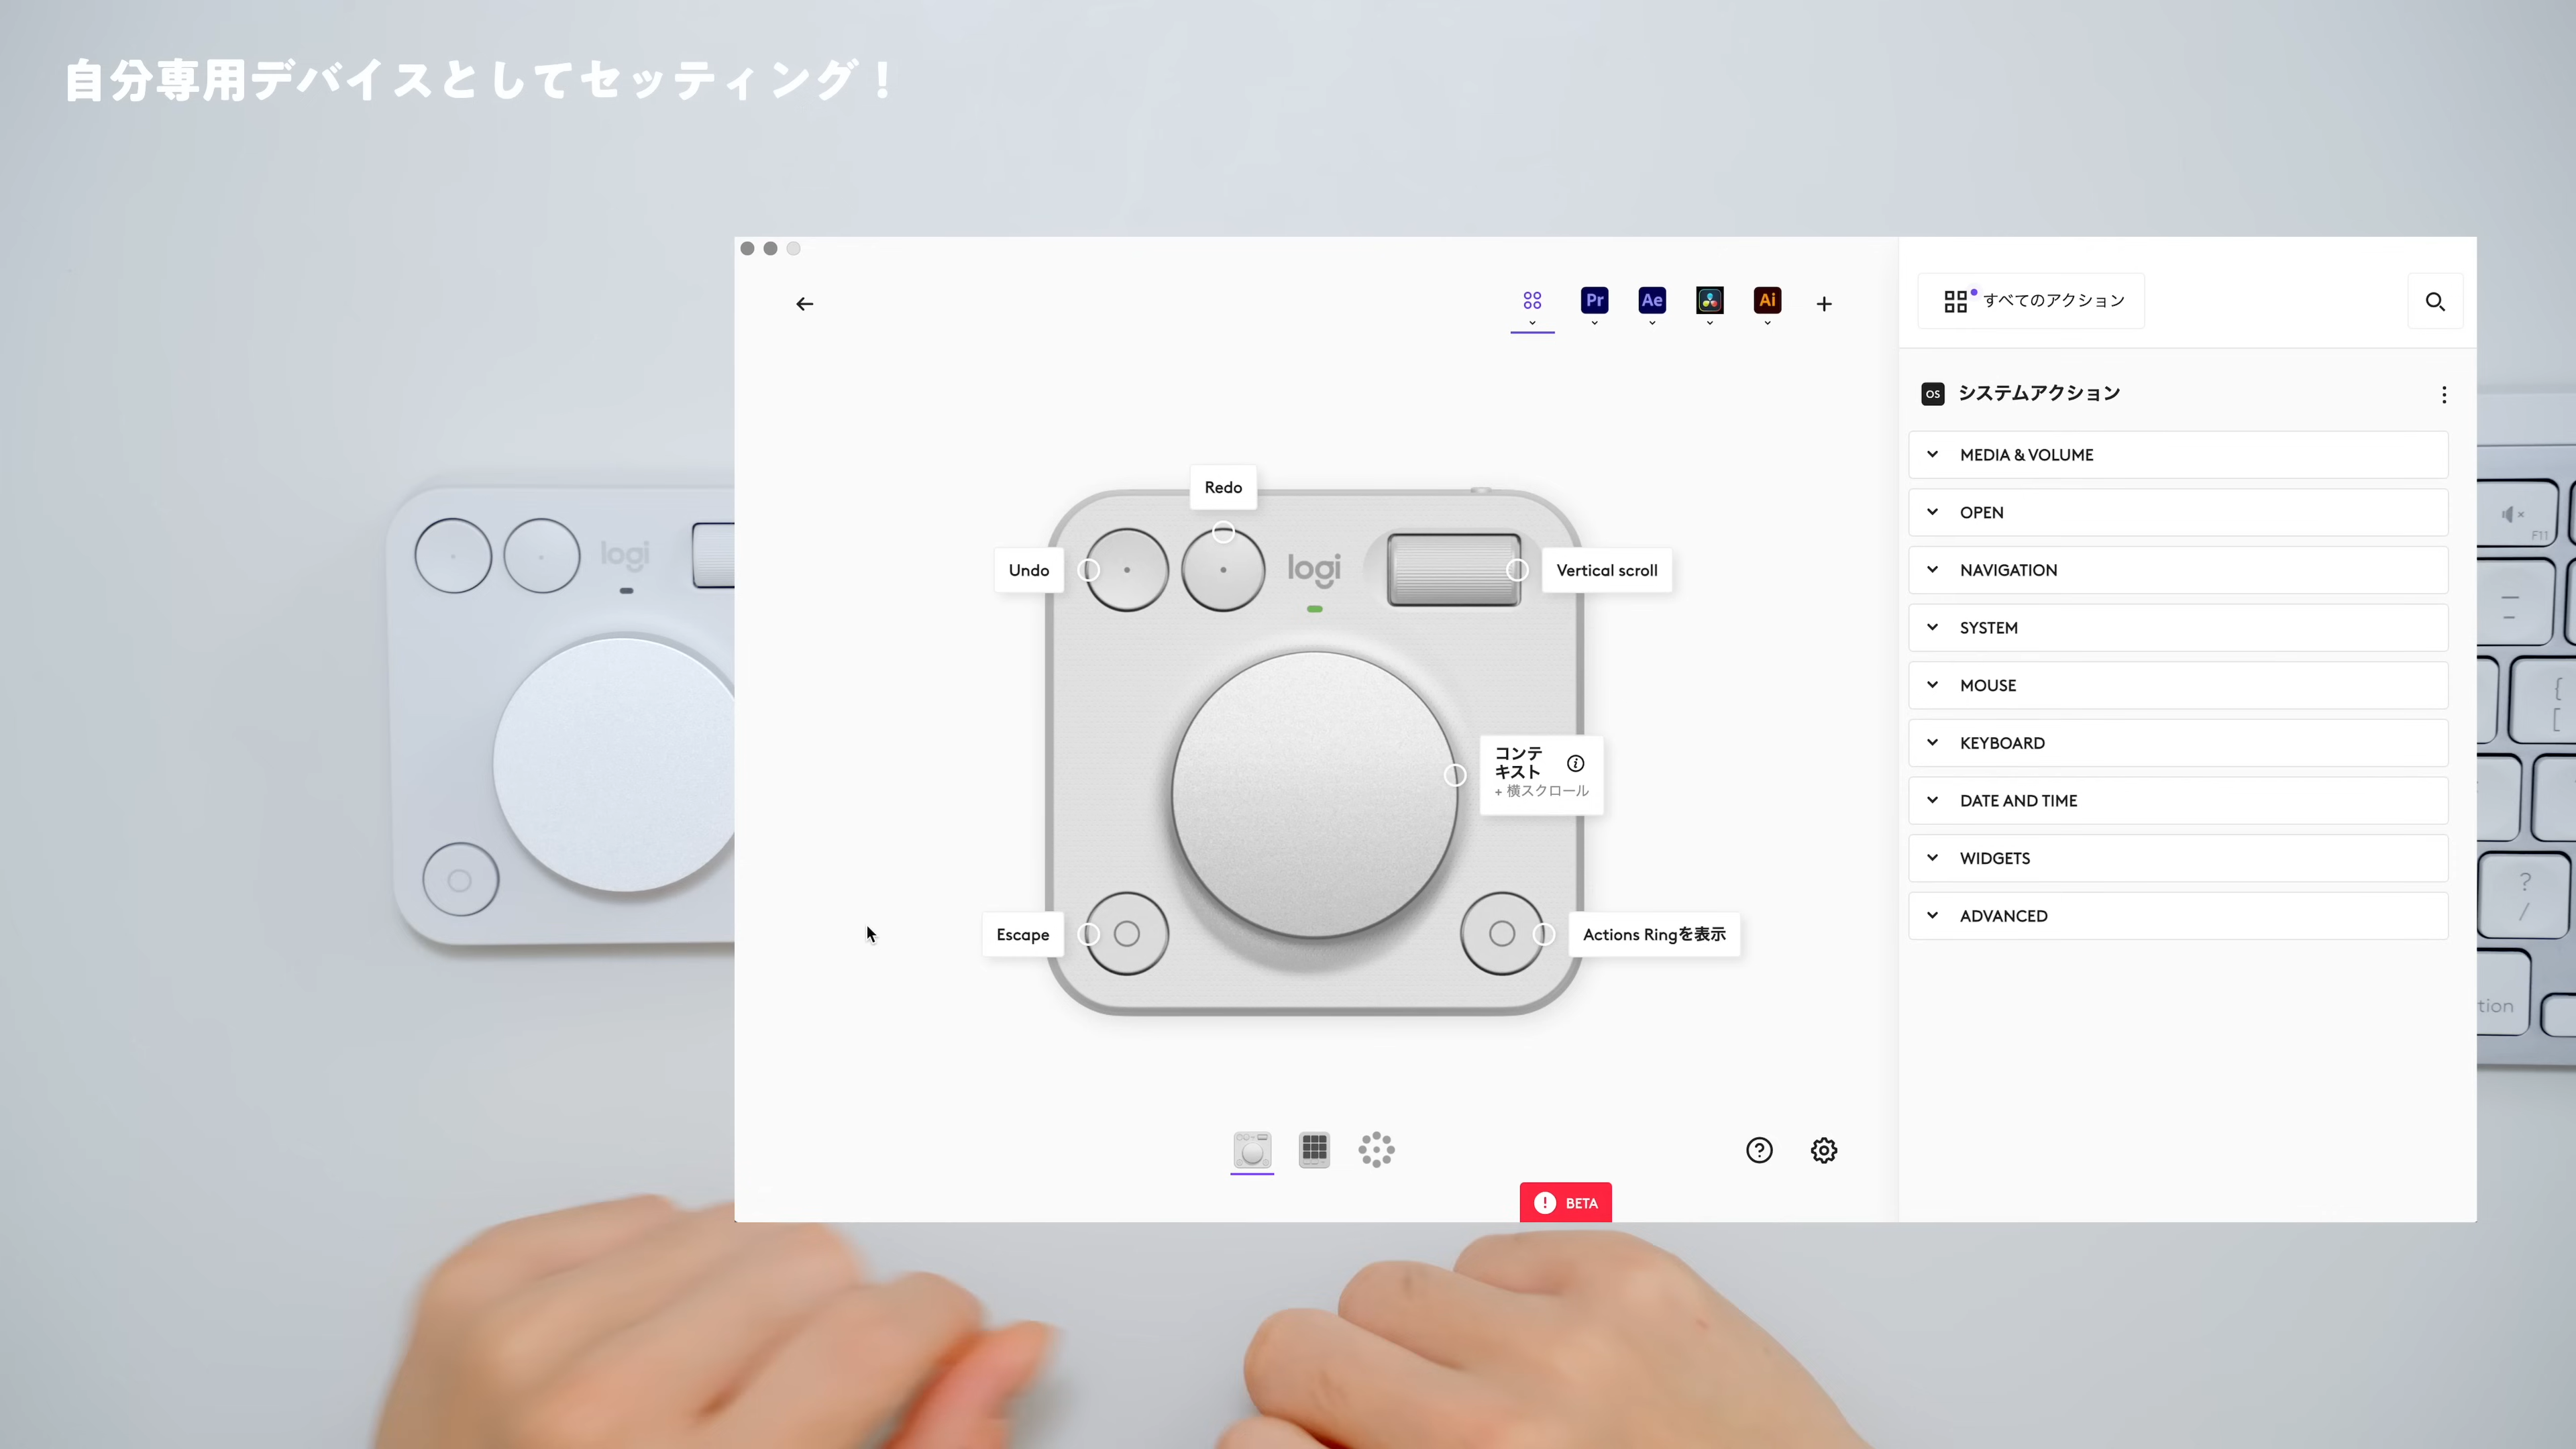 自分専用デバイスとしてセッティング！
Pr
Ae
Ai
すべてのアクション
OS システムアクション
MEDIA & VOLUME
OPEN
NAVIGATION
SYSTEM
MOUSE
KEYBOARD
DATE AND TIME
WIDGETS
ADVANCED
Redo
Undo
logi
Vertical scroll
コンテ
キスト
+ 横スクロール
Escape
Actions Ringを表示
BETA
logi
F11
{
[
?
/
tion